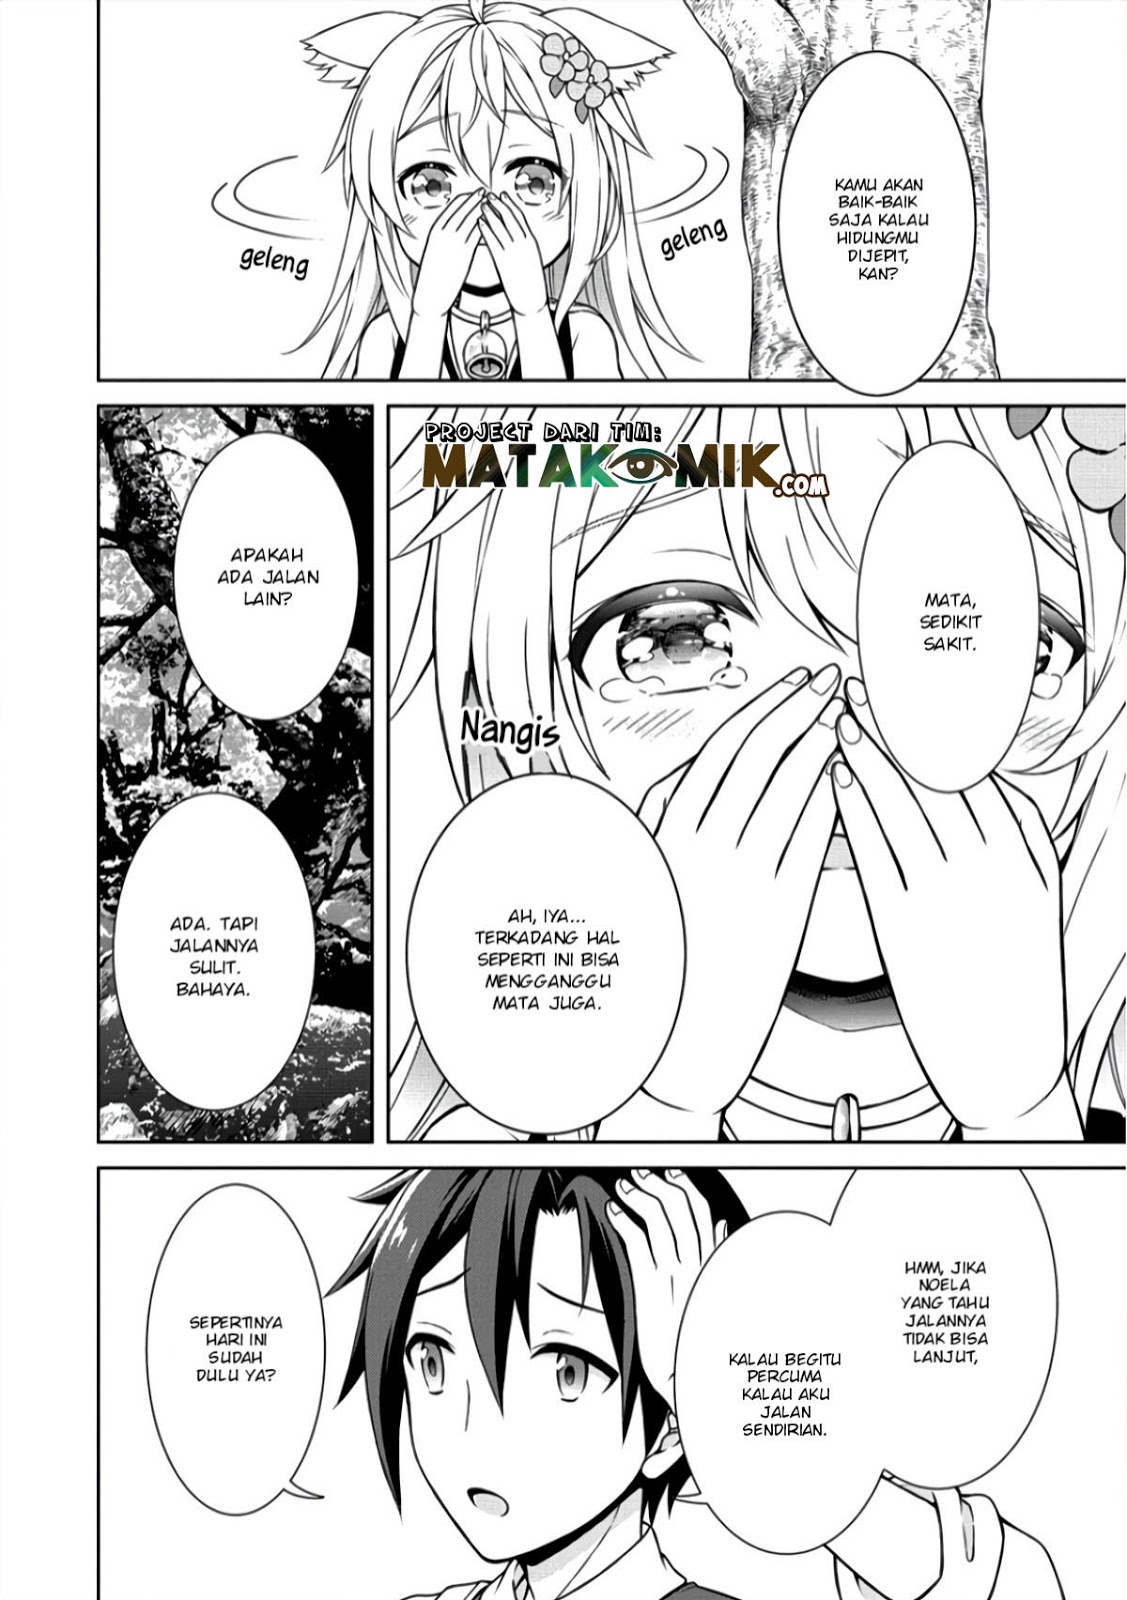 KAMU AKAN
BAIK-BAIK
SAJA KALAU
HIDUNGMU
DIJEPIT,
KAN?
geleng
geleng
PROJECT DARI TIM:
MATAKOMIK
.COM
MATA,
SEDIKIT
SAKIT.
Nangis
AH, IYA...
TERKADANG HAL
SEPERTI INI BISA
MENGGANGGU
MATA JUGA.
APAKAH
ADA JALAN
LAIN?
ADA. TAPI
JALANNYA
SULIT.
BAHAYA.
HMM, JIKA
NOELA
YANG TAHU
JALANNYA
TIDAK BISA
LANJUT,
KALAU BEGITU
PERCUMA
KALAU AKU
JALAN
SENDIRIAN.
SEPERTINYA
HARI INI
SUDAH
DULU YA?